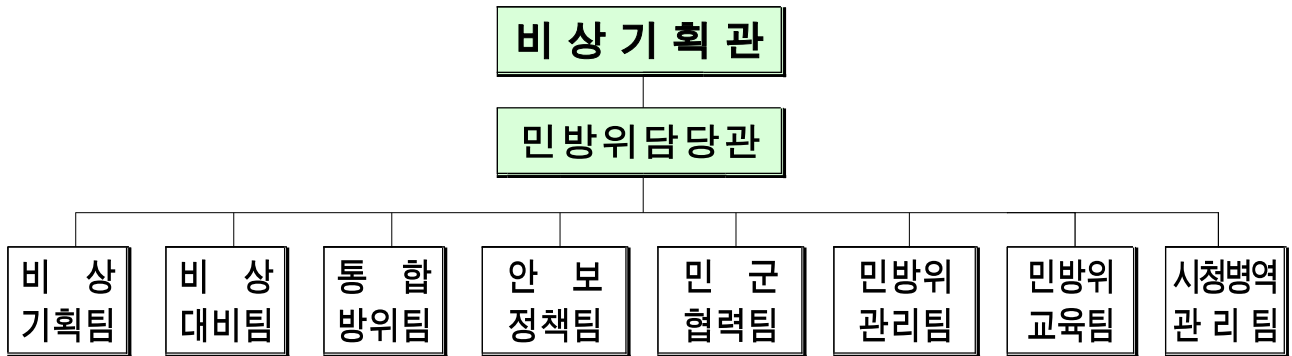 비 상 기 획 관
민방위담당관
비 상
기획팀
비 상
대비팀
통 합
방위팀
안 보
정책팀
민 군
협력팀
민방위
관리팀
민방위
교육팀
시청병역
관 리 팀